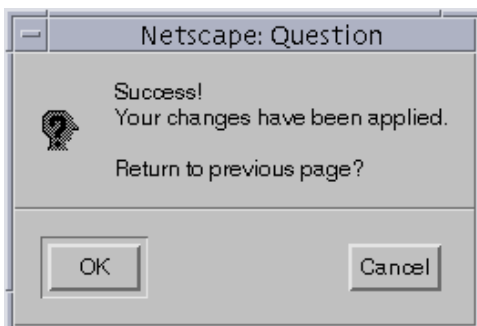 Netscape: Question
Success!
Your changes have been applied.
Return to previous page?
OK
Cancel